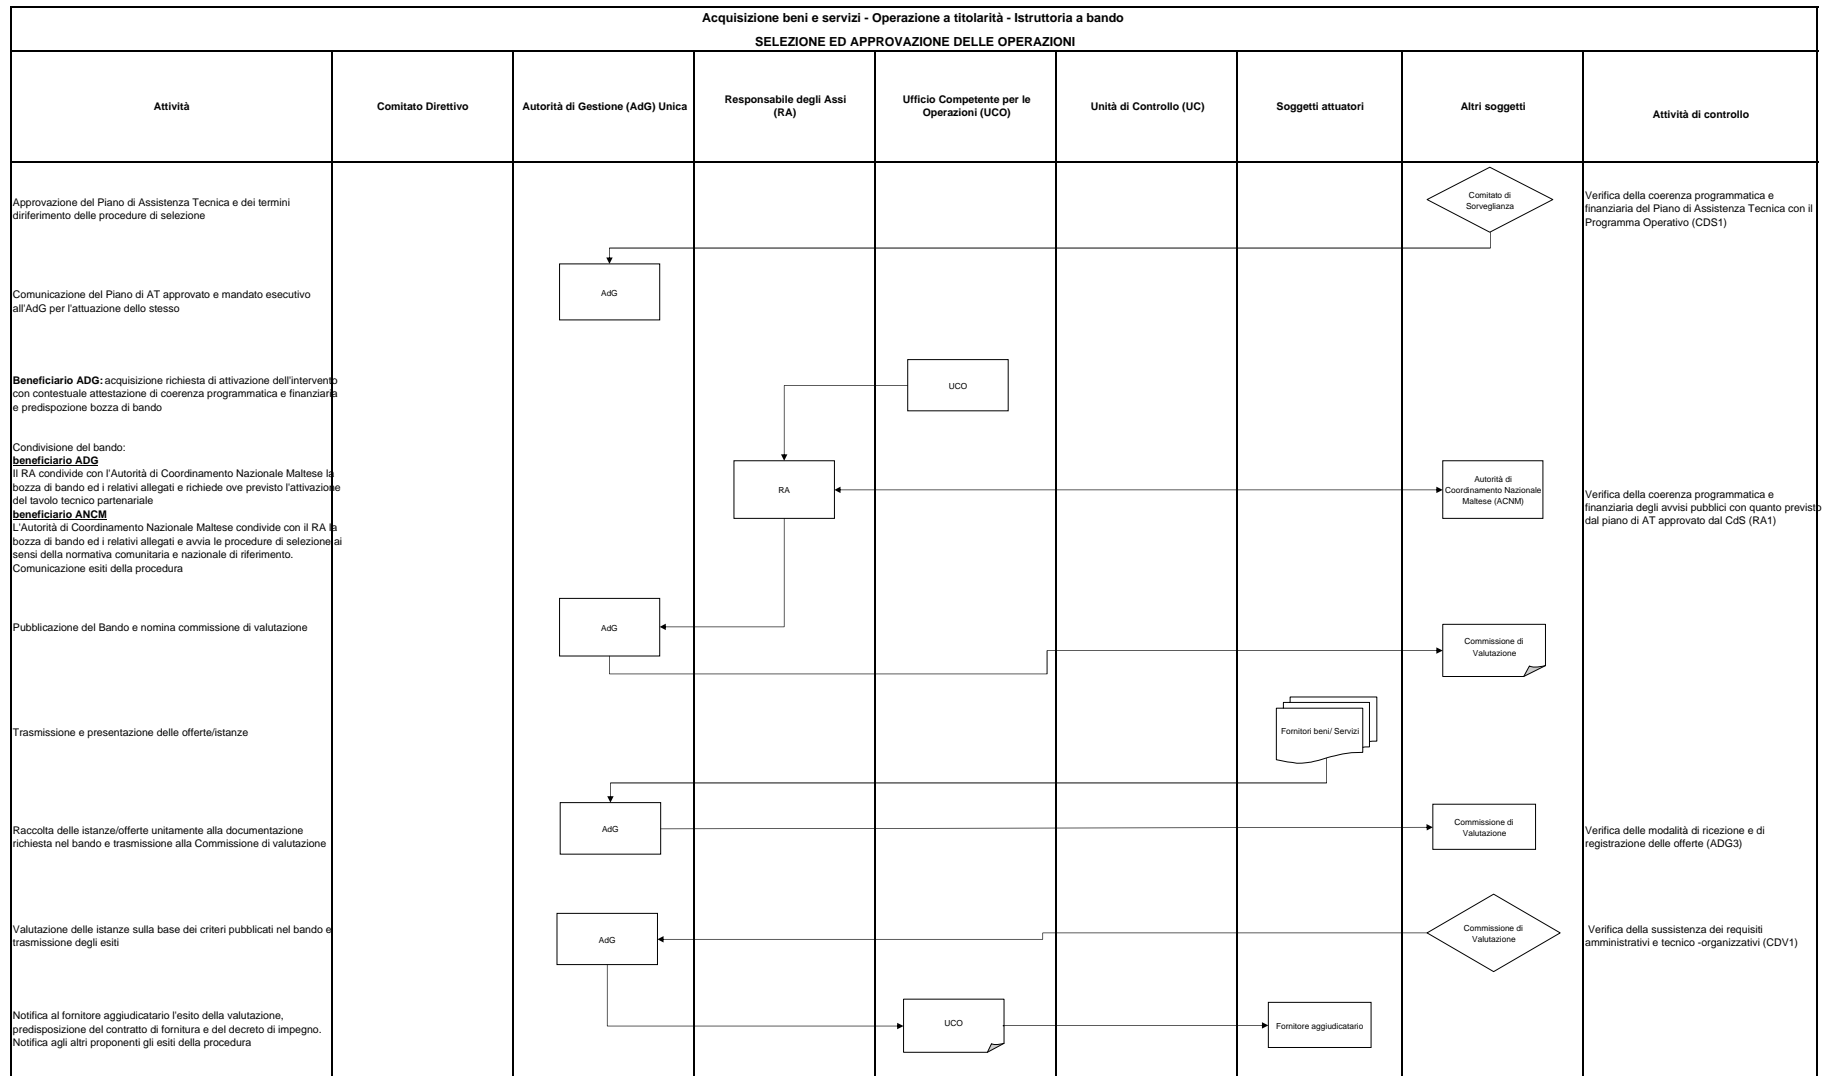 Acquisizione beni e servizi - Operazione a titolarità - Istruttoria a bando
SELEZIONE ED APPROVAZIONE DELLE OPERAZIONI
Attività
Comitato Direttivo
Autorità di Gestione (AdG) Unica
Responsabile degli Assi
(RA)
Ufficio Competente per le
Operazioni (UCO)
Unità di Controllo (UC)
Soggetti attuatori
Altri soggetti
Attività di controllo
Approvazione del Piano di Assistenza Tecnica e dei termini
diriferimento delle procedure di selezione
Comitato di
Sorveglianza
Verifica della coerenza programmatica e
finanziaria del Piano di Assistenza Tecnica con il
Programma Operativo (CDS1)
Comunicazione del Piano di AT approvato e mandato esecutivo
all'AdG per l'attuazione dello stesso
AdG
Beneficiario ADG: acquisizione richiesta di attivazione dell'intervento
con contestuale attestazione di coerenza programmatica e finanziaria
e predispozione bozza di bando
UCO
Condivisione del bando:
beneficiario ADG
Il RA condivide con l'Autorità di Coordinamento Nazionale Maltese la
bozza di bando ed i relativi allegati e richiede ove previsto l'attivazione
del tavolo tecnico partenariale
beneficiario ANCM
L'Autorità di Coordinamento Nazionale Maltese condivide con il RA la
bozza di bando ed i relativi allegati e avvia le procedure di selezione ai
sensi della normativa comunitaria e nazionale di riferimento.
Comunicazione esiti della procedura
RA
Autorità di
Coordinamento Nazionale
Maltese (ACNM)
Verifica della coerenza programmatica e
finanziaria degli avvisi pubblici con quanto previsto
dal piano di AT approvato dal CdS (RA1)
Pubblicazione del Bando e nomina commissione di valutazione
AdG
Commissione di
Valutazione
Trasmissione e presentazione delle offerte/istanze
Fornitori beni/ Servizi
Raccolta delle istanze/offerte unitamente alla documentazione
richiesta nel bando e trasmissione alla Commissione di valutazione
AdG
Commissione di
Valutazione
Verifica delle modalità di ricezione e di
registrazione delle offerte (ADG3)
Valutazione delle istanze sulla base dei criteri pubblicati nel bando e
trasmissione degli esiti
AdG
Commissione di
Valutazione
Verifica della sussistenza dei requisiti
amministrativi e tecnico -organizzativi (CDV1)
Notifica al fornitore aggiudicatario l'esito della valutazione,
predisposizione del contratto di fornitura e del decreto di impegno.
Notifica agli altri proponenti gli esiti della procedura
UCO
Fornitore aggiudicatario